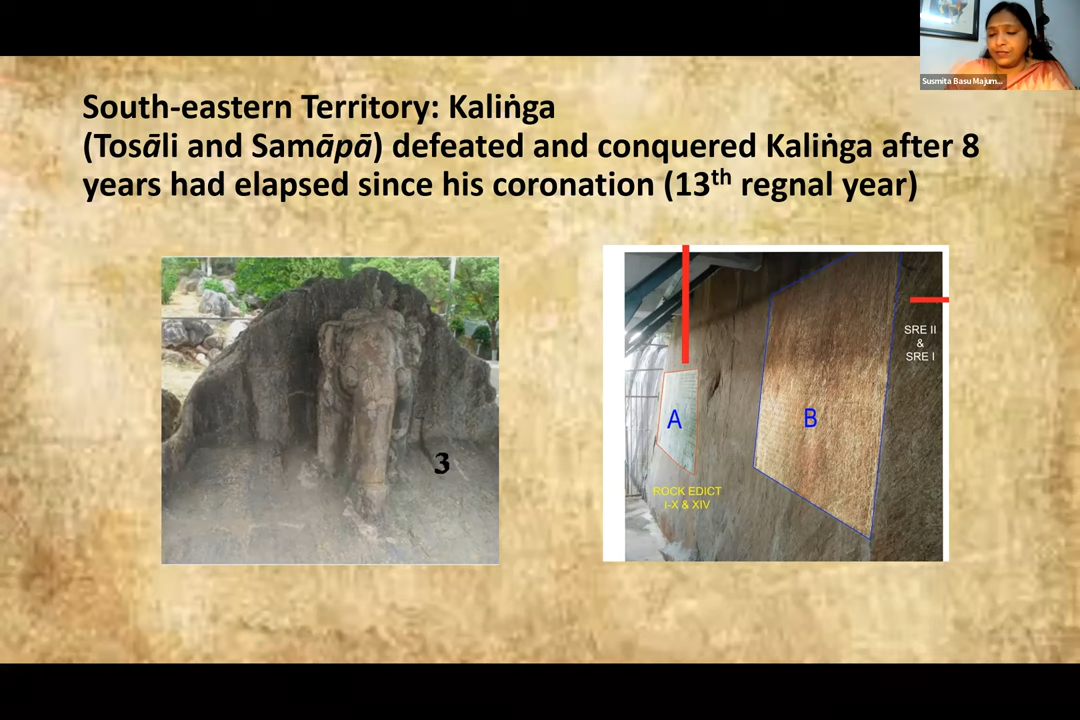 Susmita Basu Majum...
South-eastern Territory: Kaliṅga
(Tosāli and Samāpā) defeated and conquered Kaliṅga after 8
years had elapsed since his coronation (13th regnal year)
3
SRE II
&
SRE I
A
B
ROCK EDICT
I-X & XIV